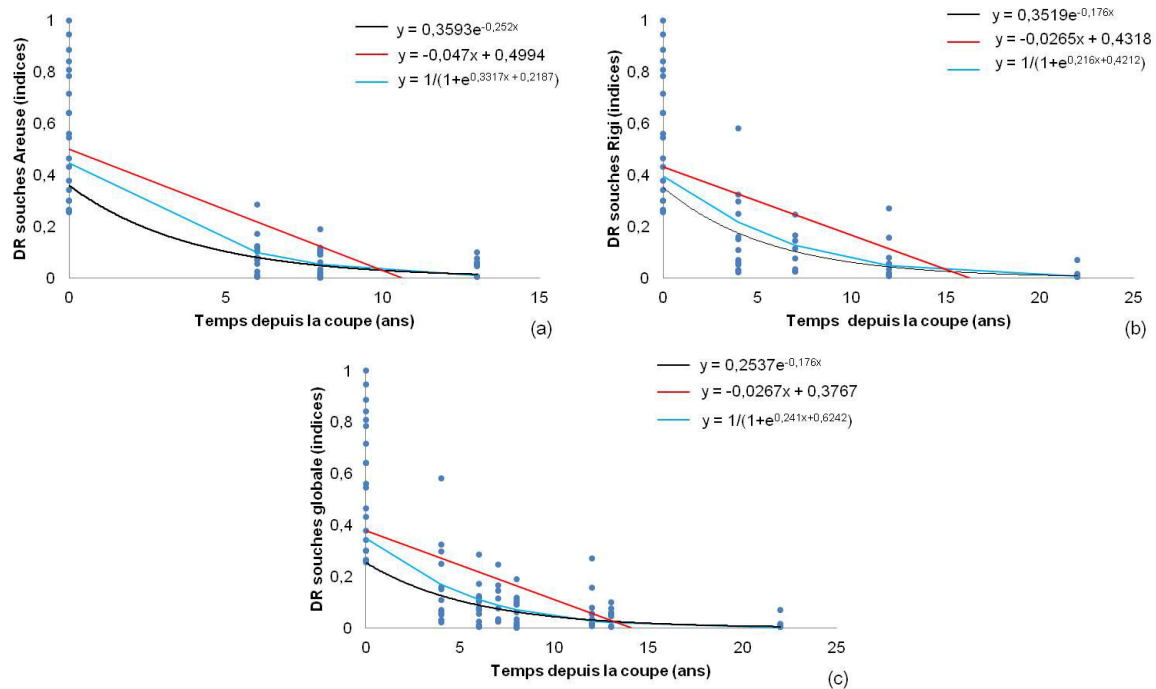 DR souches Areuse (indices)
1
0,8
0,6
0,4
0,2
0
y = 0,3593e-0,252x
y = -0,047x + 0,4994
y = 1/(1+e0,3317x + 0,2187)
0 5 10 15
Temps depuis la coupe (ans)
(a)
DR souches Rigi (indices)
1
0,8
0,6
0,4
0,2
0
y = 0,3519e-0,176x
y = -0,0265x + 0,4318
y = 1/(1+e0,216x+0,4212)
0 5 10 15 20 25
Temps depuis la coupe (ans)
(b)
DR souches globale (indices)
1
0,8
0,6
0,4
0,2
0
y = 0,2537e-0,176x
y = -0,0267x + 0,3767
y = 1/(1+e0,241x+0,6242)
0 5 10 15 20 25
Temps depuis la coupe (ans)
(c)